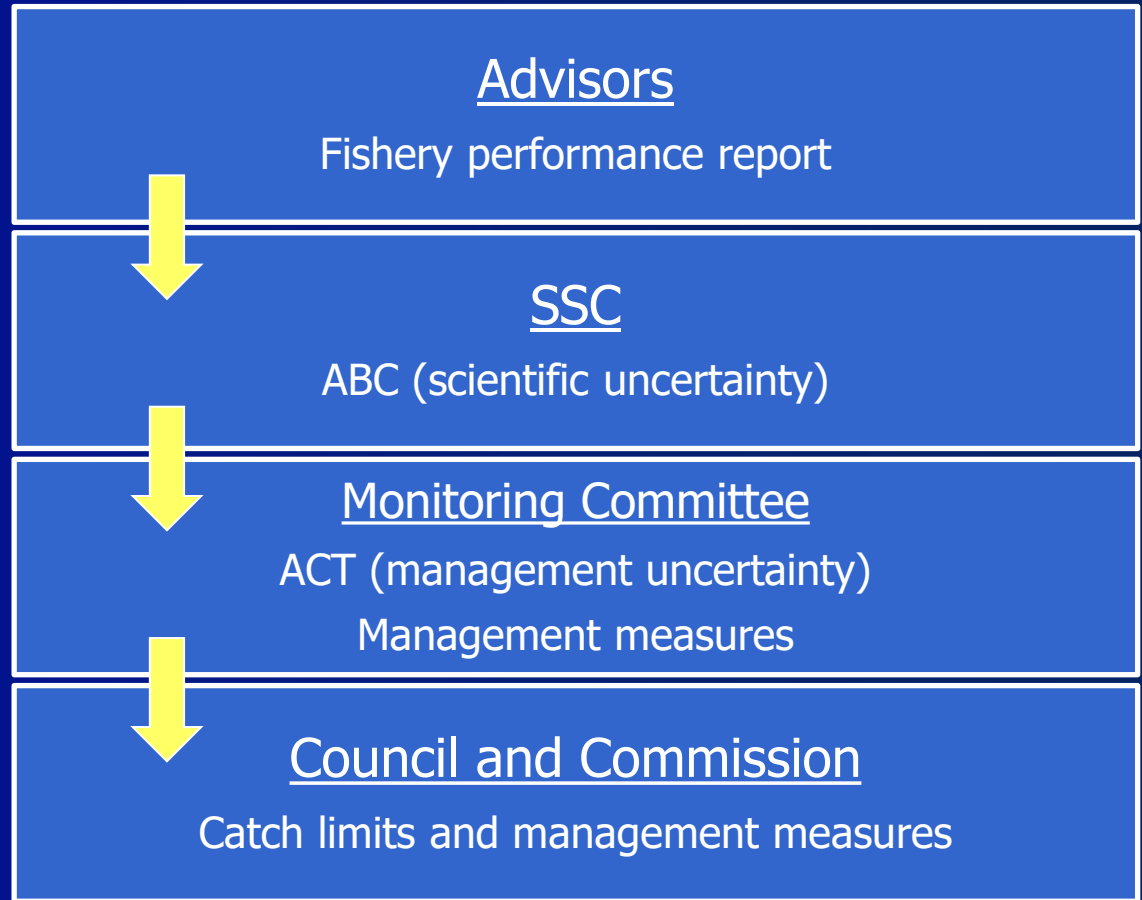 Advisors
Fishery performance report
SSC
ABC (scientific uncertainty)
Monitoring Committee
ACT (management uncertainty)
Management measures
Council and Commission
Catch limits and management measures